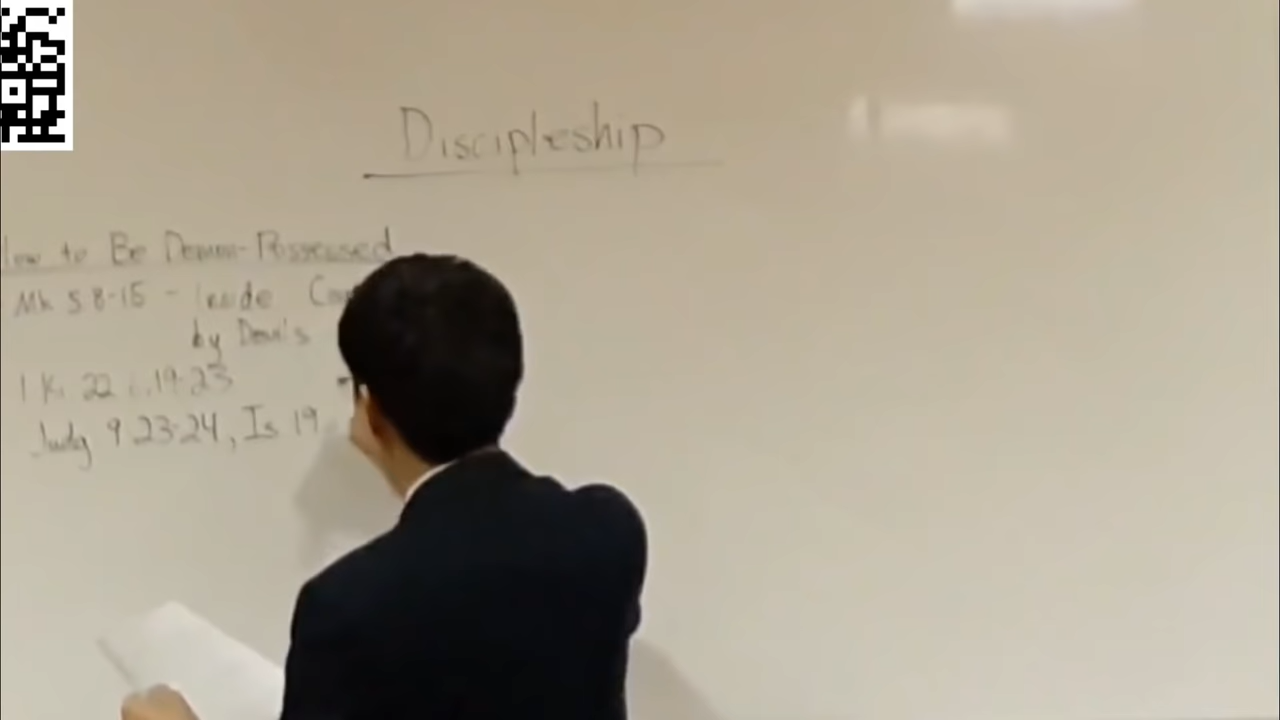 Discipleship
How to Be Demon-Possessed
Mk 5 8-15 - Inside
by Devils
1 Ki 22 19-23
Judg 9 23-24, Is 19